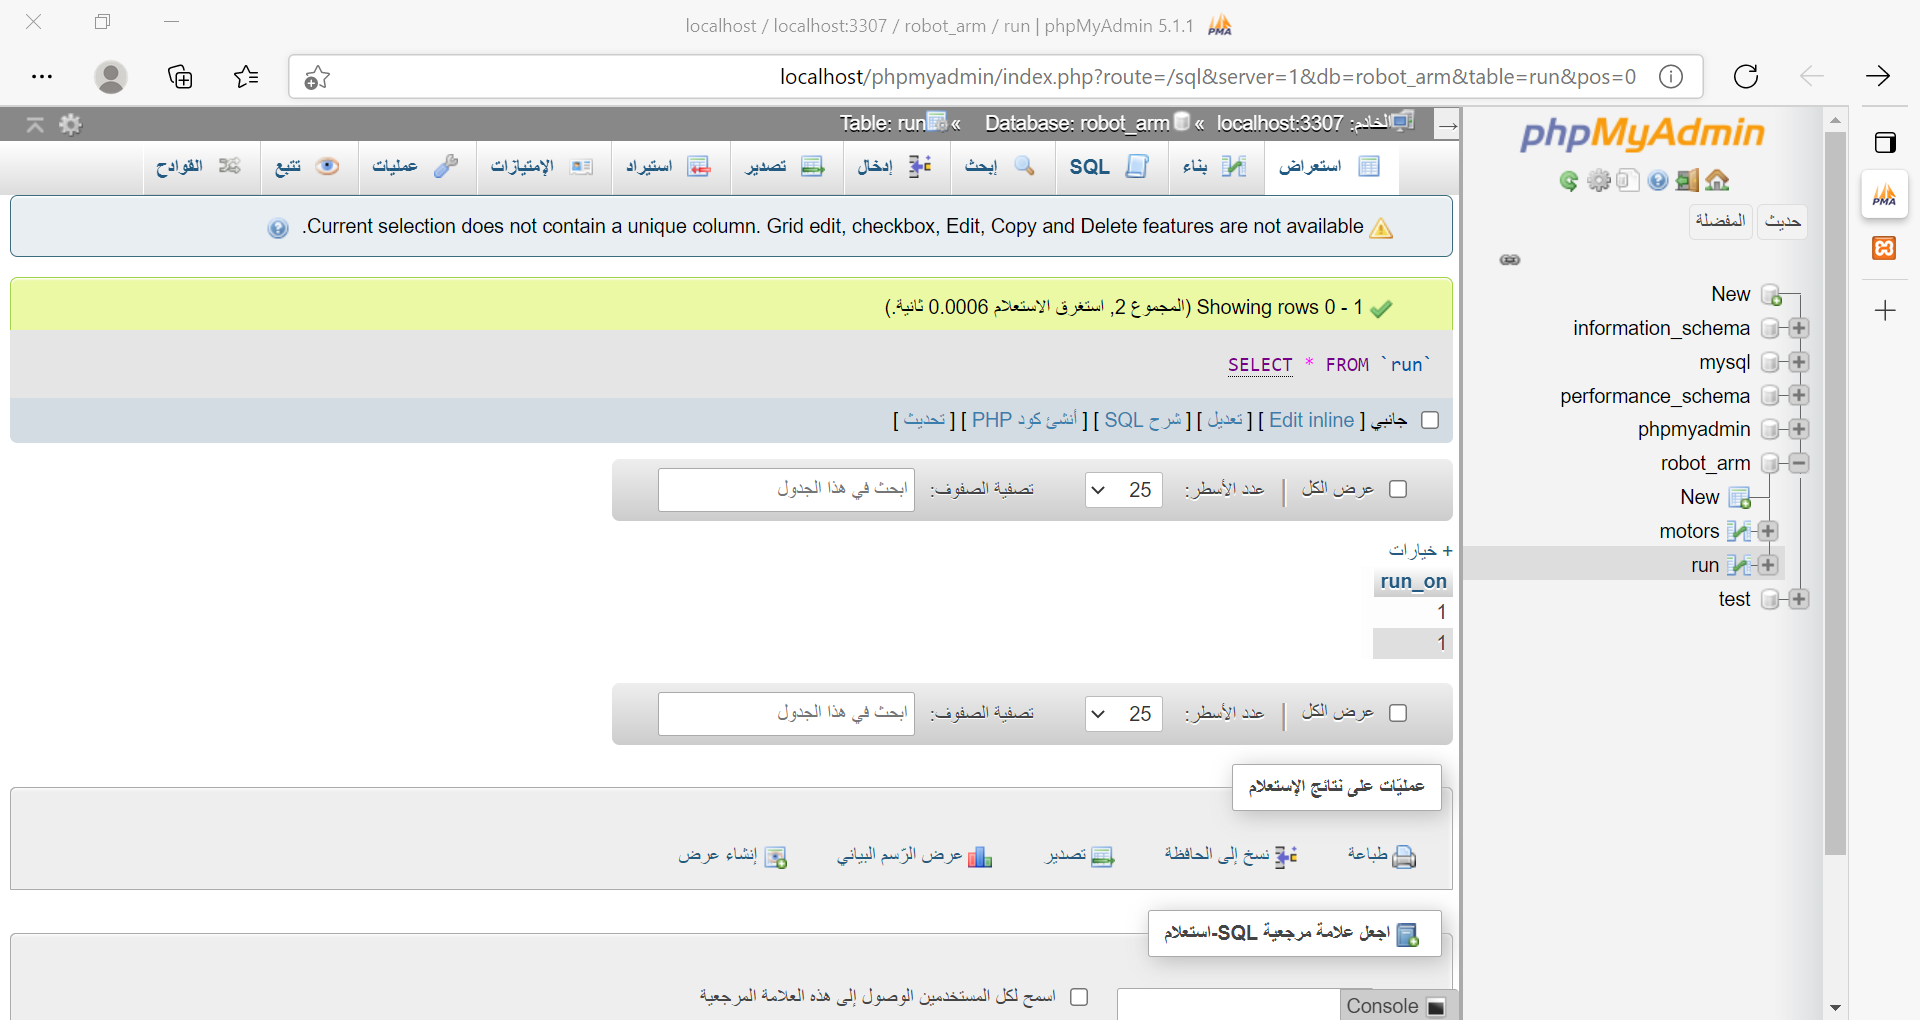 localhost / localhost:3307 / robot_arm / run | phpMyAdmin 5.1.1
localhost/phpmyadmin/index.php?route=/sql&server=1&db=robot_arm&table=run&pos=0
الخادم: localhost:3307 » Database: robot_arm » Table: run
استعراض
بناء
SQL
إبحث
إدخال
تصدير
استيراد
الإمتيازات
عمليات
تتبع
القوادح
Current selection does not contain a unique column. Grid edit, checkbox, Edit, Copy and Delete features are not available.
Showing rows 0 - 1 (المجموع 2, استغرق الاستعلام 0.0006 ثانية.)
SELECT * FROM `run`
جانبي [ Edit inline ] [ تعديل ] [ شرح SQL ] [ أنشئ كود PHP ] [ تحديث ]
عرض الكل | عدد الأسطر: 25 تصفية الصفوف: ابحث في هذا الجدول
+ خيارات
run_on
1
1
عرض الكل | عدد الأسطر: 25 تصفية الصفوف: ابحث في هذا الجدول
عمليّات على نتائج الإستعلام
طباعة
نسخ إلى الحافظة
تصدير
عرض الرّسم البياني
إنشاء عرض
اجعل علامة مرجعية SQL-استعلام
اسمح لكل المستخدمين الوصول إلى هذه العلامة المرجعية
Console
phpMyAdmin
حديث
المفضلة
New
information_schema
mysql
performance_schema
phpmyadmin
robot_arm
New
motors
run
test
PMA
PMA